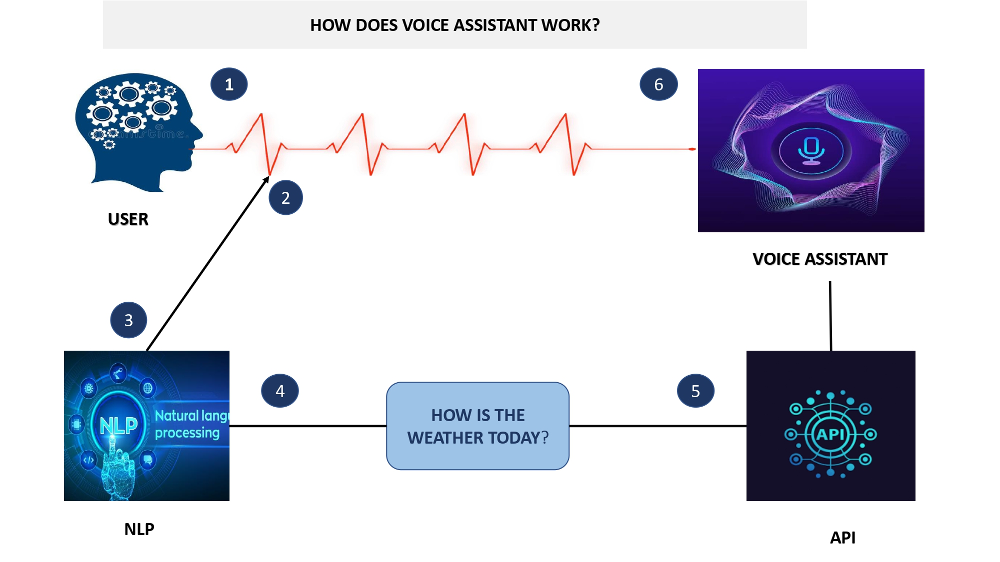 HOW DOES VOICE ASSISTANT WORK?
1
6
2
USER
VOICE ASSISTANT
3
4
5
HOW IS THE
WEATHER TODAY?
NLP
Natural langu
processing
API
NLP
API